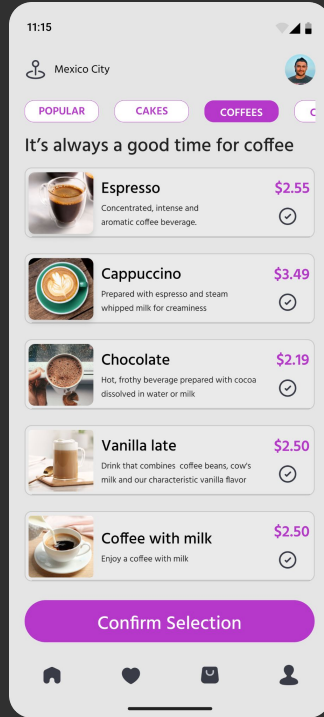 11:15
Mexico City
POPULAR
CAKES
COFFEES
It's always a good time for coffee
Espresso
$2.55
Concentrated, intense and
aromatic coffee beverage.
Cappuccino
$3.49
Prepared with espresso and steam
whipped milk for creaminess
Chocolate
$2.19
Hot, frothy beverage prepared with cocoa
dissolved in water or milk
Vanilla late
$2.50
Drink that combines coffee beans, cow's
milk and our characteristic vanilla flavor
Coffee with milk
$2.50
Enjoy a coffee with milk
Confirm Selection